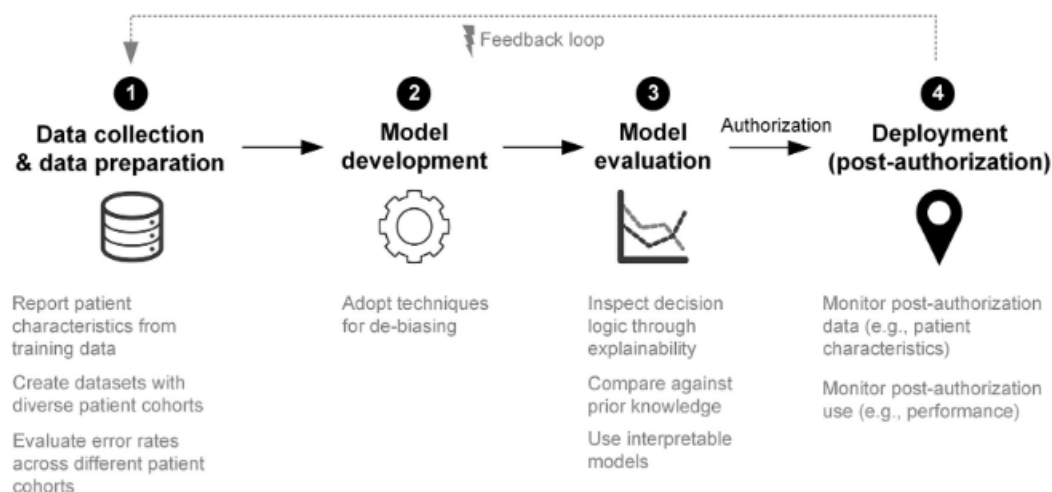 Feedback loop
1
Data collection
& data preparation
Report patient
characteristics from
training data
Create datasets with
diverse patient cohorts
Evaluate error rates
across different patient
cohorts
2
Model
development
Adopt techniques
for de-biasing
3
Model
evaluation
Inspect decision
logic through
explainability
Compare against
prior knowledge
Use interpretable
models
Authorization
4
Deployment
(post-authorization)
Monitor post-authorization
data (e.g., patient
characteristics)
Monitor post-authorization
use (e.g., performance)